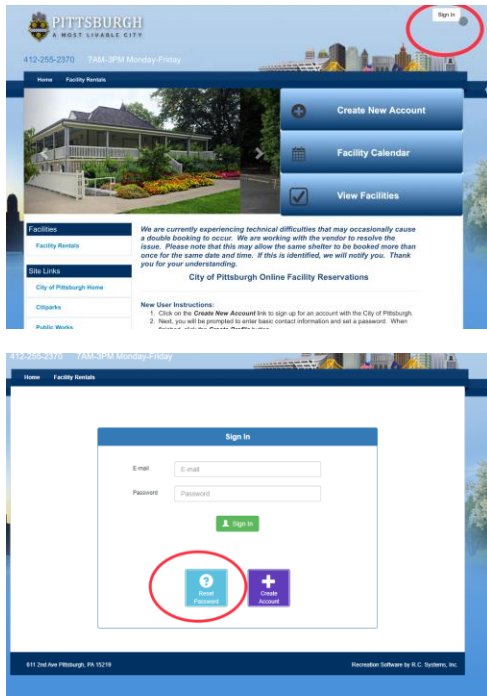 PITTSBURGH
A MOST LIVABLE CITY
Sign In
412-255-2370 7AM-3PM Monday-Friday
Home Facility Rentals
Create New Account
Facility Calendar
View Facilities
Facilities
Facility Rentals
Site Links
City of Pittsburgh Home
Citiparks
Public Works
We are currently experiencing technical difficulties that may occasionally cause
a double booking to occur. We are working with the vendor to resolve the
issue. Please note that this may allow the same shelter to be booked more than
once for the same date and time. If this is identified, we will notify you. Thank
you for your understanding.
City of Pittsburgh Online Facility Reservations
New User Instructions:
1. Click on the Create New Account link to sign up for an account with the City of Pittsburgh.
2. Next, you will be prompted to enter basic contact information and set a password. When
finished, click the Create Profile button.
412-255-2370 7AM-3PM Monday-Friday
Home Facility Rentals
Sign In
E-mail E-mail
Password Password
Sign In
Reset
Password
Create
Account
611 2nd Ave Pittsburgh, PA 15219 Recreation Software by R.C. Systems, Inc.